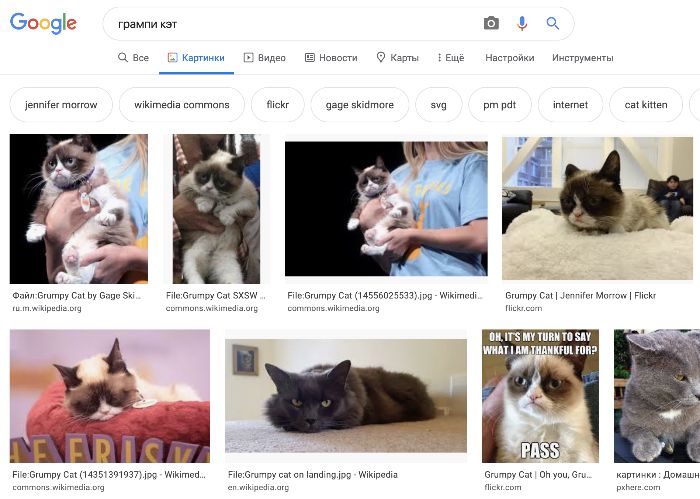 Google
грампи кэт
Все
Картинки
Видео
Новости
Карты
Ещё
Настройки
Инструменты
jennifer morrow
wikimedia commons
flickr
gage skidmore
svg
pm pdt
internet
cat kitten
Файл:Grumpy Cat by Gage Ski...
ru.m.wikipedia.org
File:Grumpy Cat SXSW ...
commons.wikimedia.org
File:Grumpy Cat (14556025533).jpg - Wikimedi...
commons.wikimedia.org
Grumpy Cat | Jennifer Morrow | Flickr
flickr.com
THE FRISK
File:Grumpy Cat (14351391937).jpg - Wikimed...
commons.wikimedia.org
File:Grumpy cat on landing.jpg - Wikipedia
en.wikipedia.org
OH, IT'S MY TURN TO SAY
WHAT I AM THANKFUL FOR?
PASS
Grumpy Cat | Oh you, Gru...
flickr.com
картинки : Домашн
pxhere.com